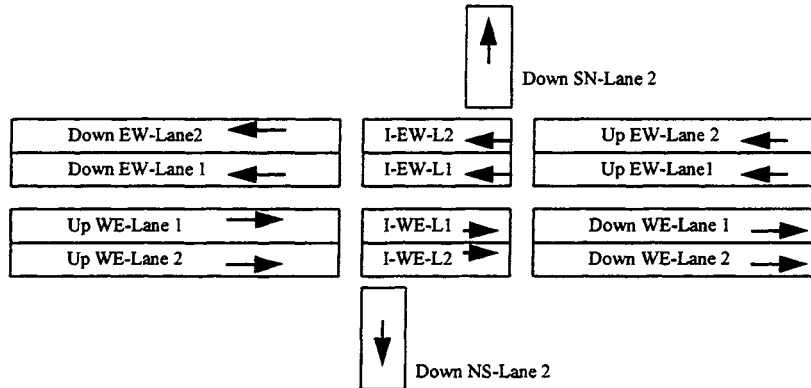 Down SN-Lane 2
Down EW-Lane2 I-EW-L2 Up EW-Lane 2
Down EW-Lane 1 I-EW-L1 Up EW-Lane1
Up WE-Lane 1 I-WE-L1 Down WE-Lane 1
Up WE-Lane 2 I-WE-L2 Down WE-Lane 2
Down NS-Lane 2